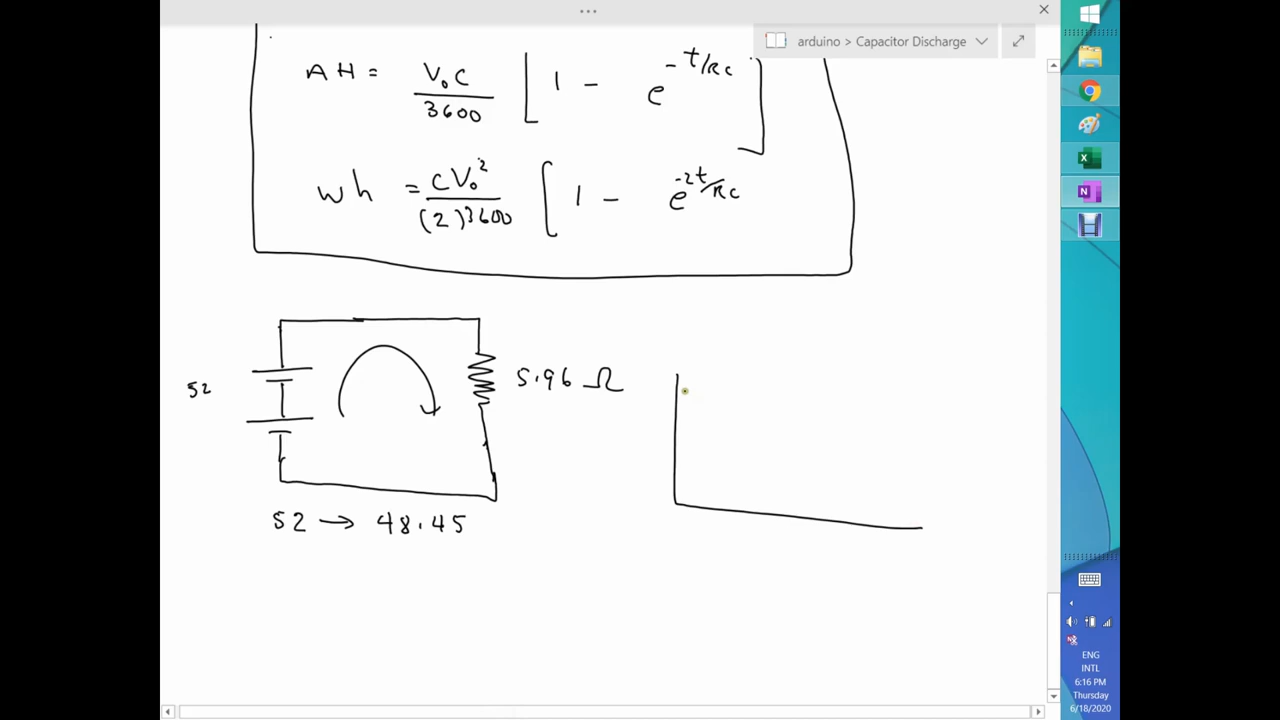 arduino > Capacitor Discharge
AH = V₀C / 3600 [ 1 - e^(-t/RC) ]
wh = CV₀² / (2)3600 [ 1 - e^(-2t/RC)
52
5.96 Ω
52 → 48.45
ENG
INTL
6:16 PM
Thursday
6/18/2020